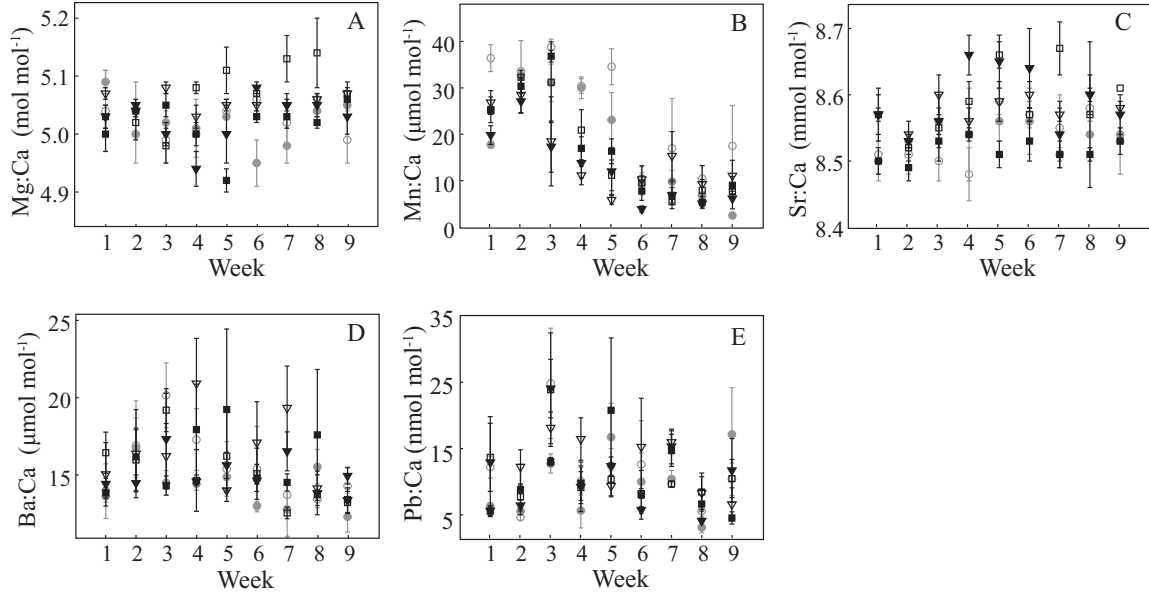 A
Mg:Ca (mol mol⁻¹)
5.2
5.1
5.0
4.9
1 2 3 4 5 6 7 8 9
Week
B
Mn:Ca (μmol mol⁻¹)
40
30
20
10
0
1 2 3 4 5 6 7 8 9
Week
C
Sr:Ca (mmol mol⁻¹)
8.7
8.6
8.5
8.4
1 2 3 4 5 6 7 8 9
Week
D
Ba:Ca (μmol mol⁻¹)
25
20
15
1 2 3 4 5 6 7 8 9
Week
E
Pb:Ca (nmol mol⁻¹)
35
25
15
5
1 2 3 4 5 6 7 8 9
Week